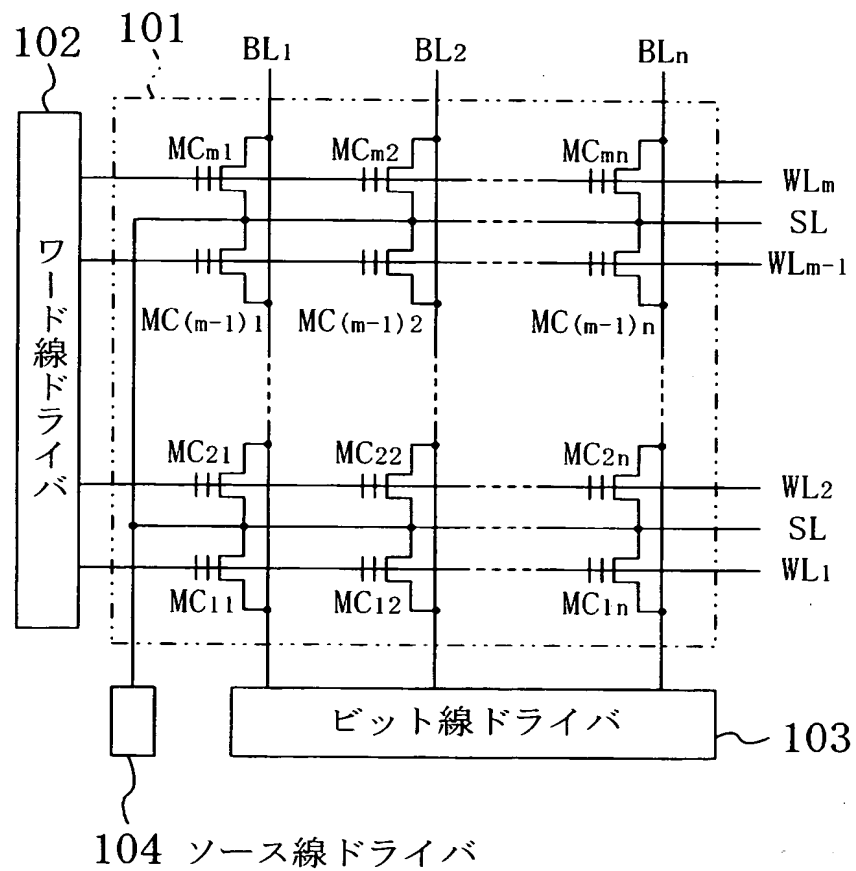 102
101
BL1
BL2
BLn
MCm1
MCm2
MCmn
WLm
SL
WLm-1
MC(m-1)1
MC(m-1)2
MC(m-1)n
ワード線ドライバ
MC21
MC22
MC2n
WL2
SL
WL1
MC11
MC12
MC1n
ビット線ドライバ
103
104 ソース線ドライバ